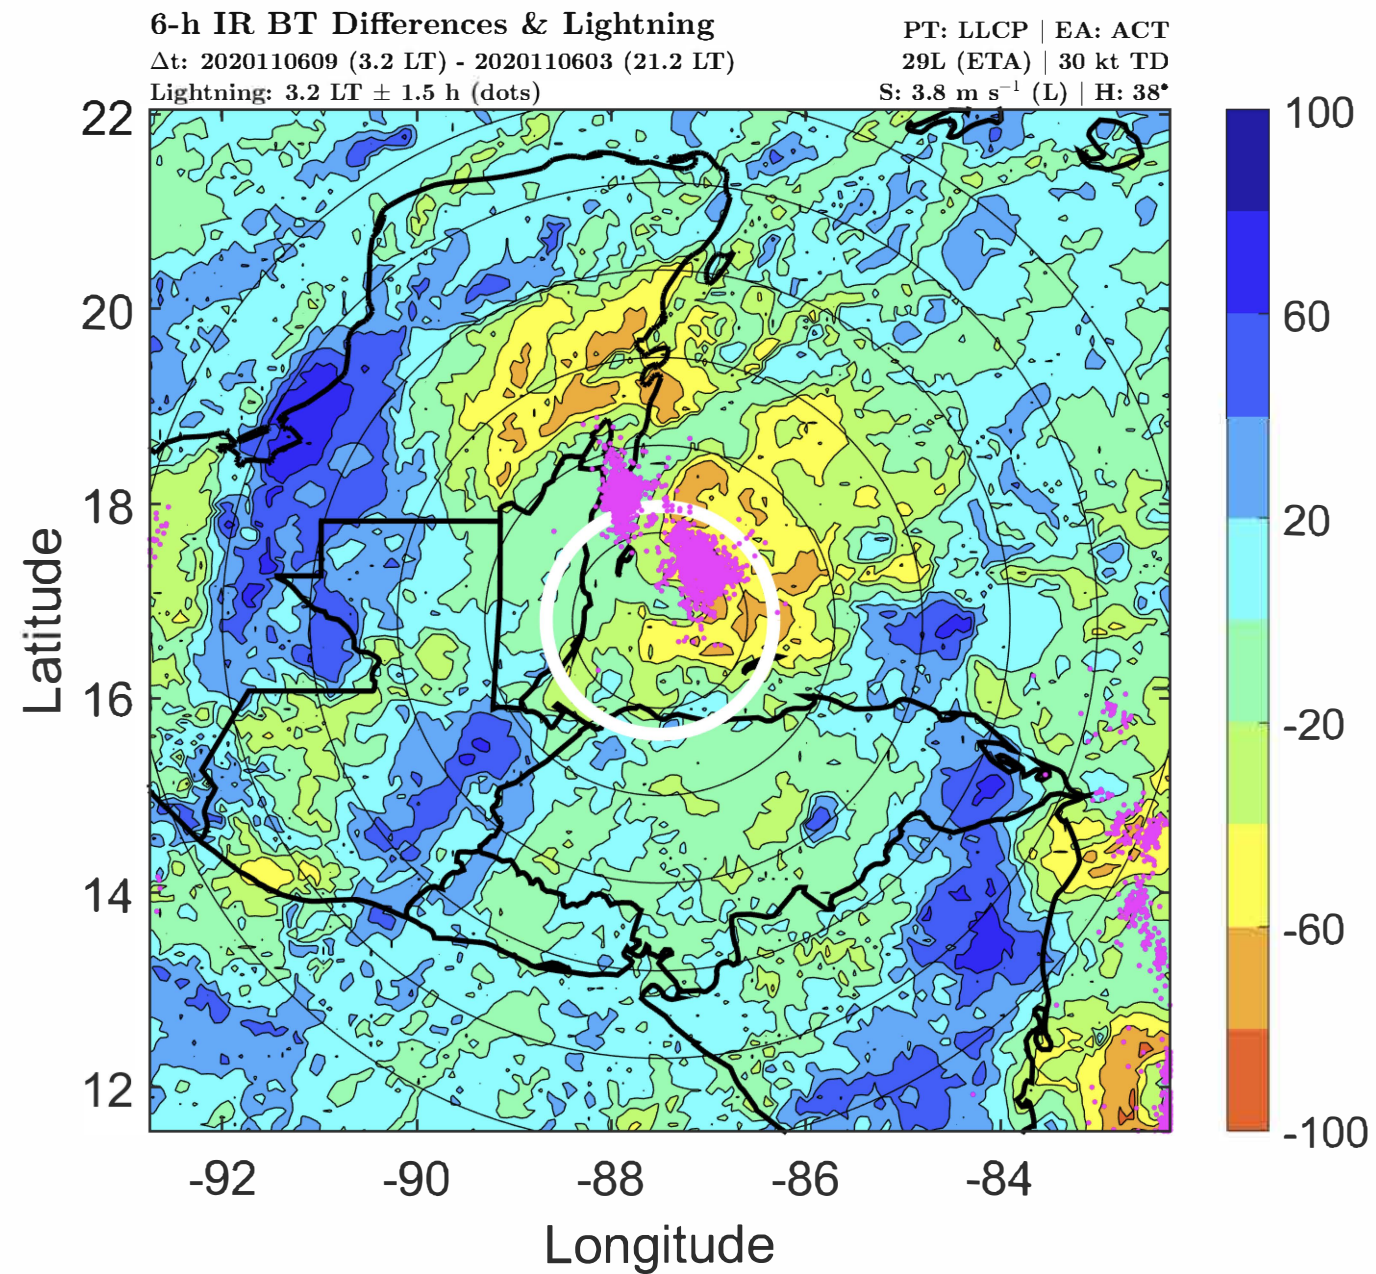 6-h IR BT Differences & Lightning
PT: LLCP | EA: ACT
Δt: 2020110609 (3.2 LT) - 2020110603 (21.2 LT)
29L (ETA) | 30 kt TD
Lightning: 3.2 LT ± 1.5 h (dots)
S: 3.8 m s⁻¹ (L) | H: 38°
22
20
18
16
14
12
Latitude
-92
-90
-88
-86
-84
Longitude
100
60
20
-20
-60
-100